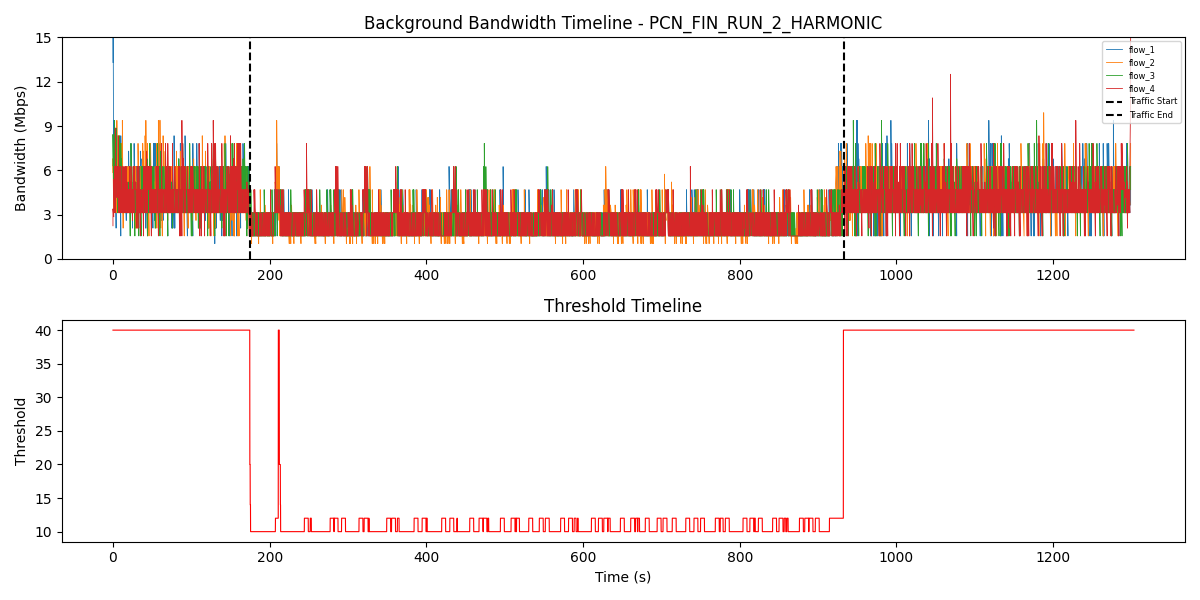 Background Bandwidth Timeline - PCN_FIN_RUN_2_HARMONIC
Bandwidth (Mbps)
15
12
9
6
3
0
flow_1
flow_2
flow_3
flow_4
Traffic Start
Traffic End
0 200 400 600 800 1000 1200
Threshold Timeline
Threshold
40
35
30
25
20
15
10
0 200 400 600 800 1000 1200
Time (s)